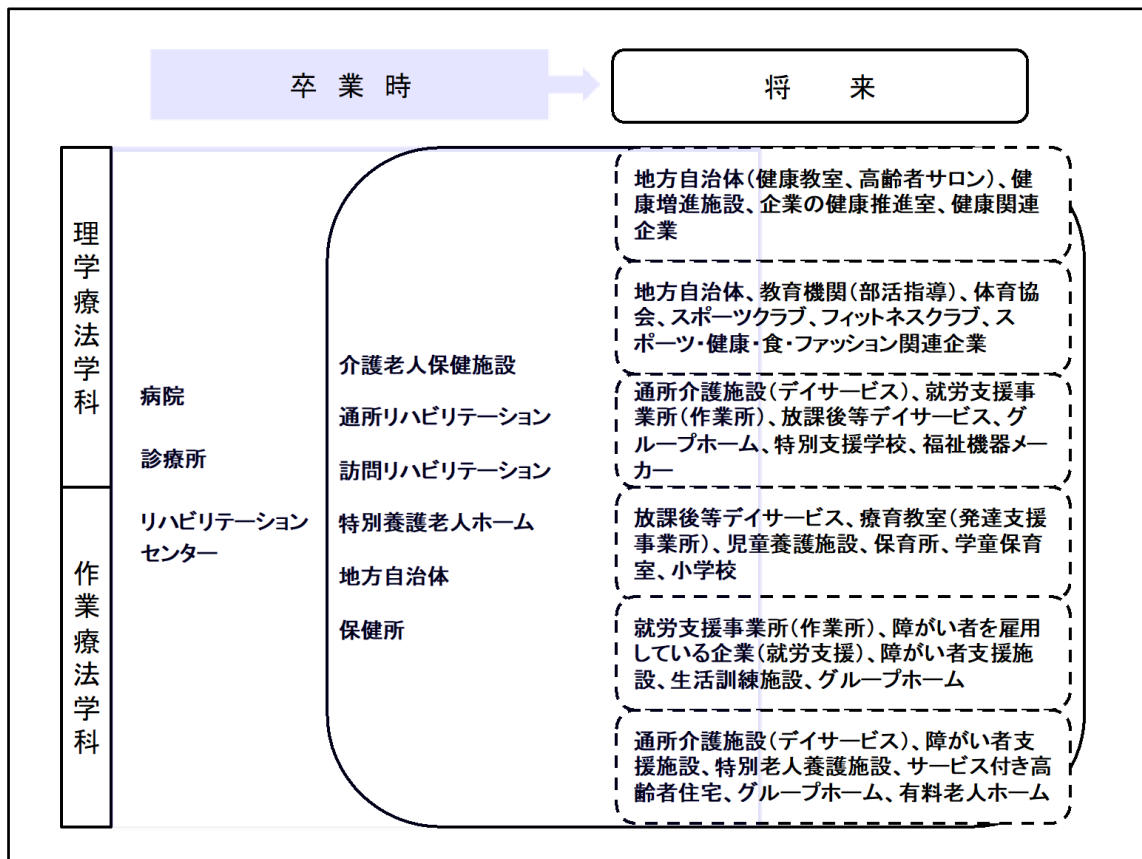 卒業時
将来
理学療法学科
作業療法学科
病院
診療所
リハビリテーション
センター
介護老人保健施設
通所リハビリテーション
訪問リハビリテーション
特別養護老人ホーム
地方自治体
保健所
地方自治体(健康教室、高齢者サロン)、健
康増進施設、企業の健康推進室、健康関連
企業
地方自治体、教育機関(部活指導)、体育協
会、スポーツクラブ、フィットネスクラブ、ス
ポーツ・健康・食・ファッション関連企業
通所介護施設(デイサービス)、就労支援事
業所(作業所)、放課後等デイサービス、グ
ループホーム、特別支援学校、福祉機器メー
カー
放課後等デイサービス、療育教室(発達支援
事業所)、児童養護施設、保育所、学童保育
室、小学校
就労支援事業所(作業所)、障がい者を雇用
している企業(就労支援)、障がい者支援施
設、生活訓練施設、グループホーム
通所介護施設(デイサービス)、障がい者支
援施設、特別老人養護施設、サービス付き高
齢者住宅、グループホーム、有料老人ホーム